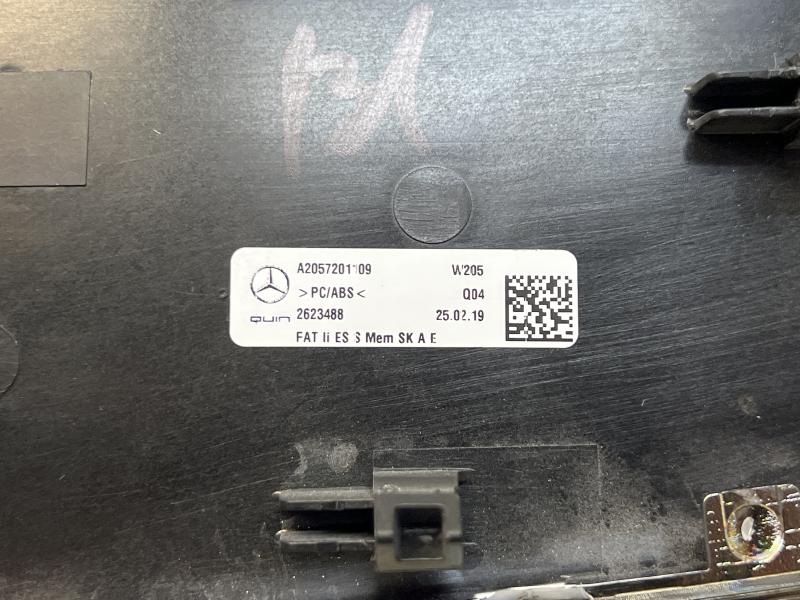 A2057201109 W205
>PC/ABS< Q04
QUIN 2623488 25.02.19
FAT li ES S Mem SK A E